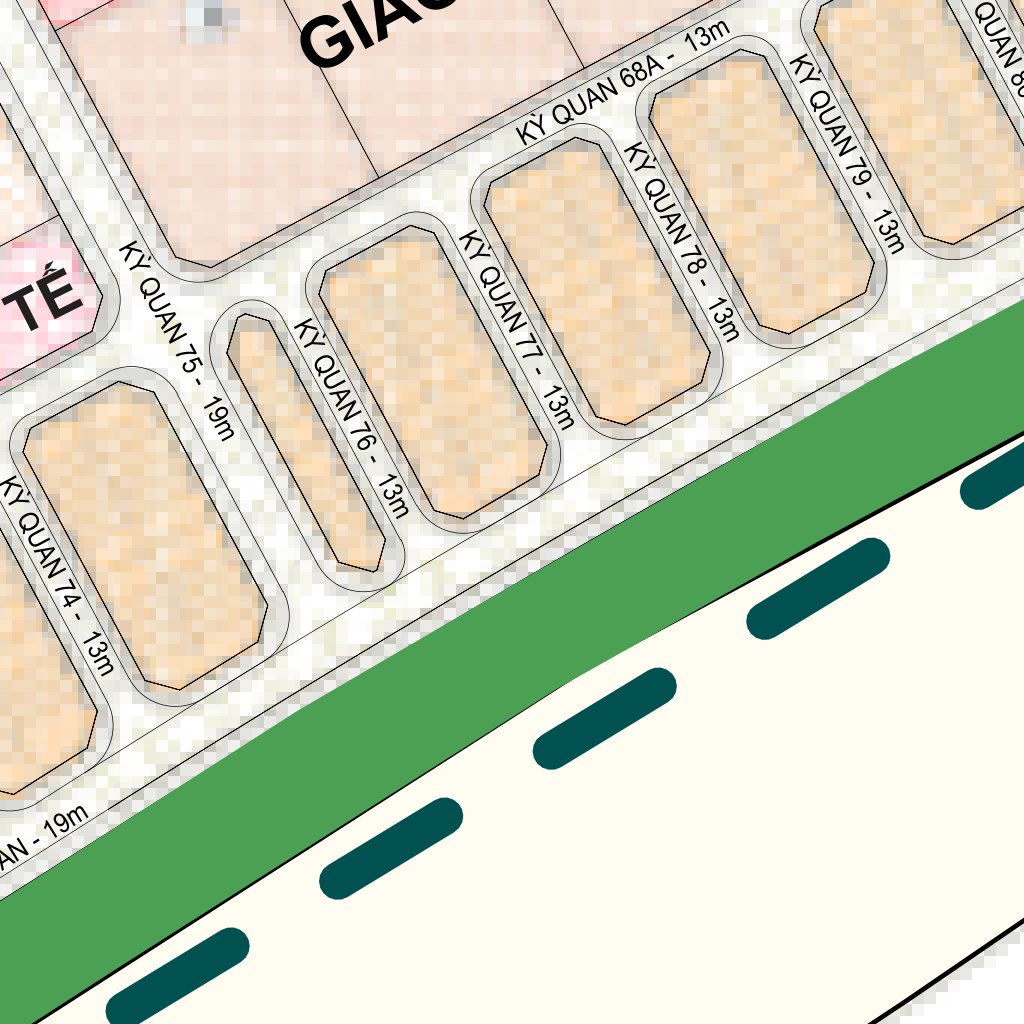 GIÁO
KỲ QUAN 68A - 13m
KỲ QUAN 79 - 13m
KỲ QUAN 78 - 13m
KỲ QUAN 77 - 13m
KỲ QUAN 75 - 19m
TẾ
KỲ QUAN 76 - 13m
KỲ QUAN 74 - 13m
AN - 19m